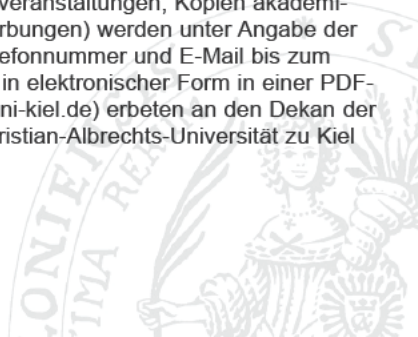 veranstaltungen, Kopien akademi-
rbungen) werden unter Angabe der
efonnummer und E-Mail bis zum
in elektronischer Form in einer PDF-
ni-kiel.de) erbeten an den Dekan der
ristian-Albrechts-Universität zu Kiel